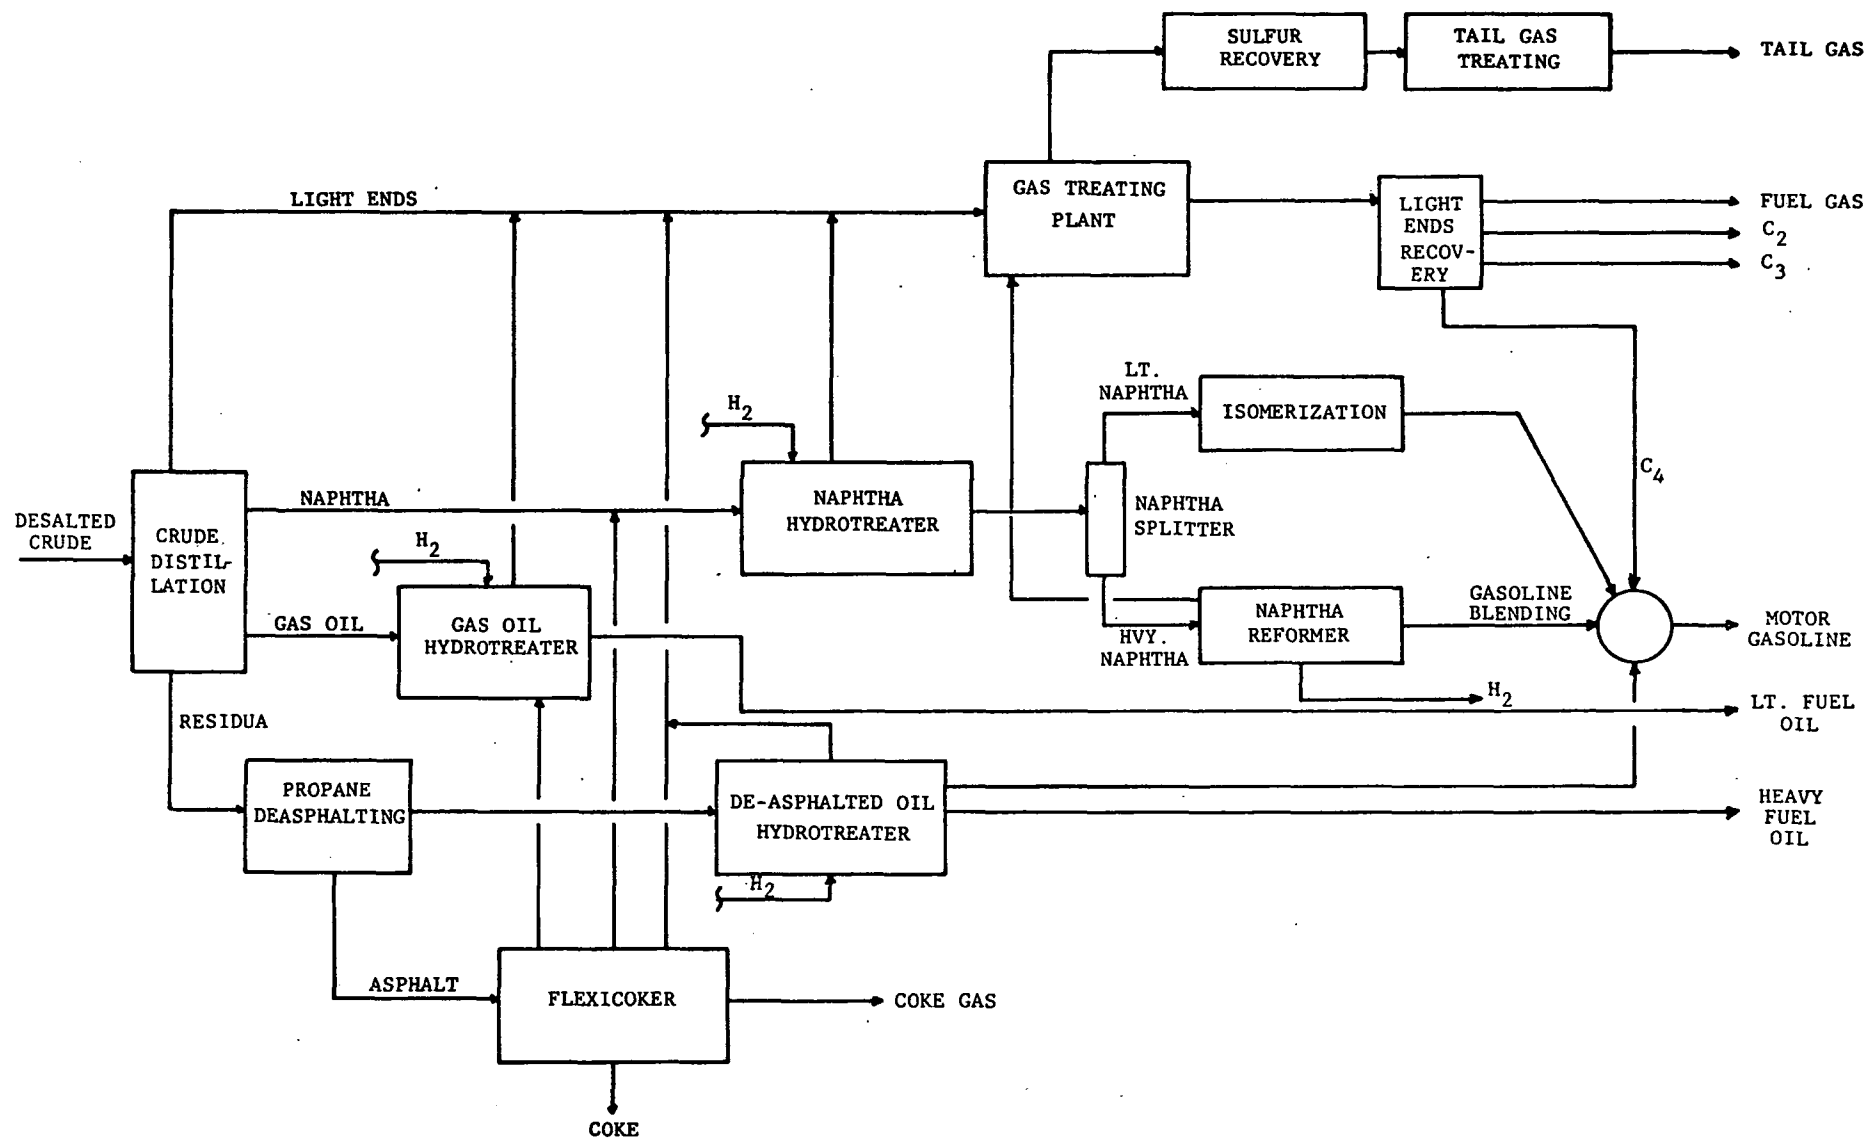 SULFUR
RECOVERY
TAIL GAS
TREATING
TAIL GAS
GAS TREATING
PLANT
LIGHT ENDS
LIGHT
ENDS
RECOV-
ERY
FUEL GAS
C2
C3
LT.
NAPHTHA
ISOMERIZATION
H2
C4
NAPHTHA
NAPHTHA
HYDROTREATER
NAPHTHA
SPLITTER
DESALTED
CRUDE
CRUDE
DISTIL-
LATION
H2
GAS OIL
GAS OIL
HYDROTREATER
HVY.
NAPHTHA
NAPHTHA
REFORMER
GASOLINE
BLENDING
MOTOR
GASOLINE
H2
LT. FUEL
OIL
RESIDUA
PROPANE
DEASPHALTING
DE-ASPHALTED OIL
HYDROTREATER
H2
HEAVY
FUEL
OIL
ASPHALT
FLEXICOKER
COKE GAS
COKE